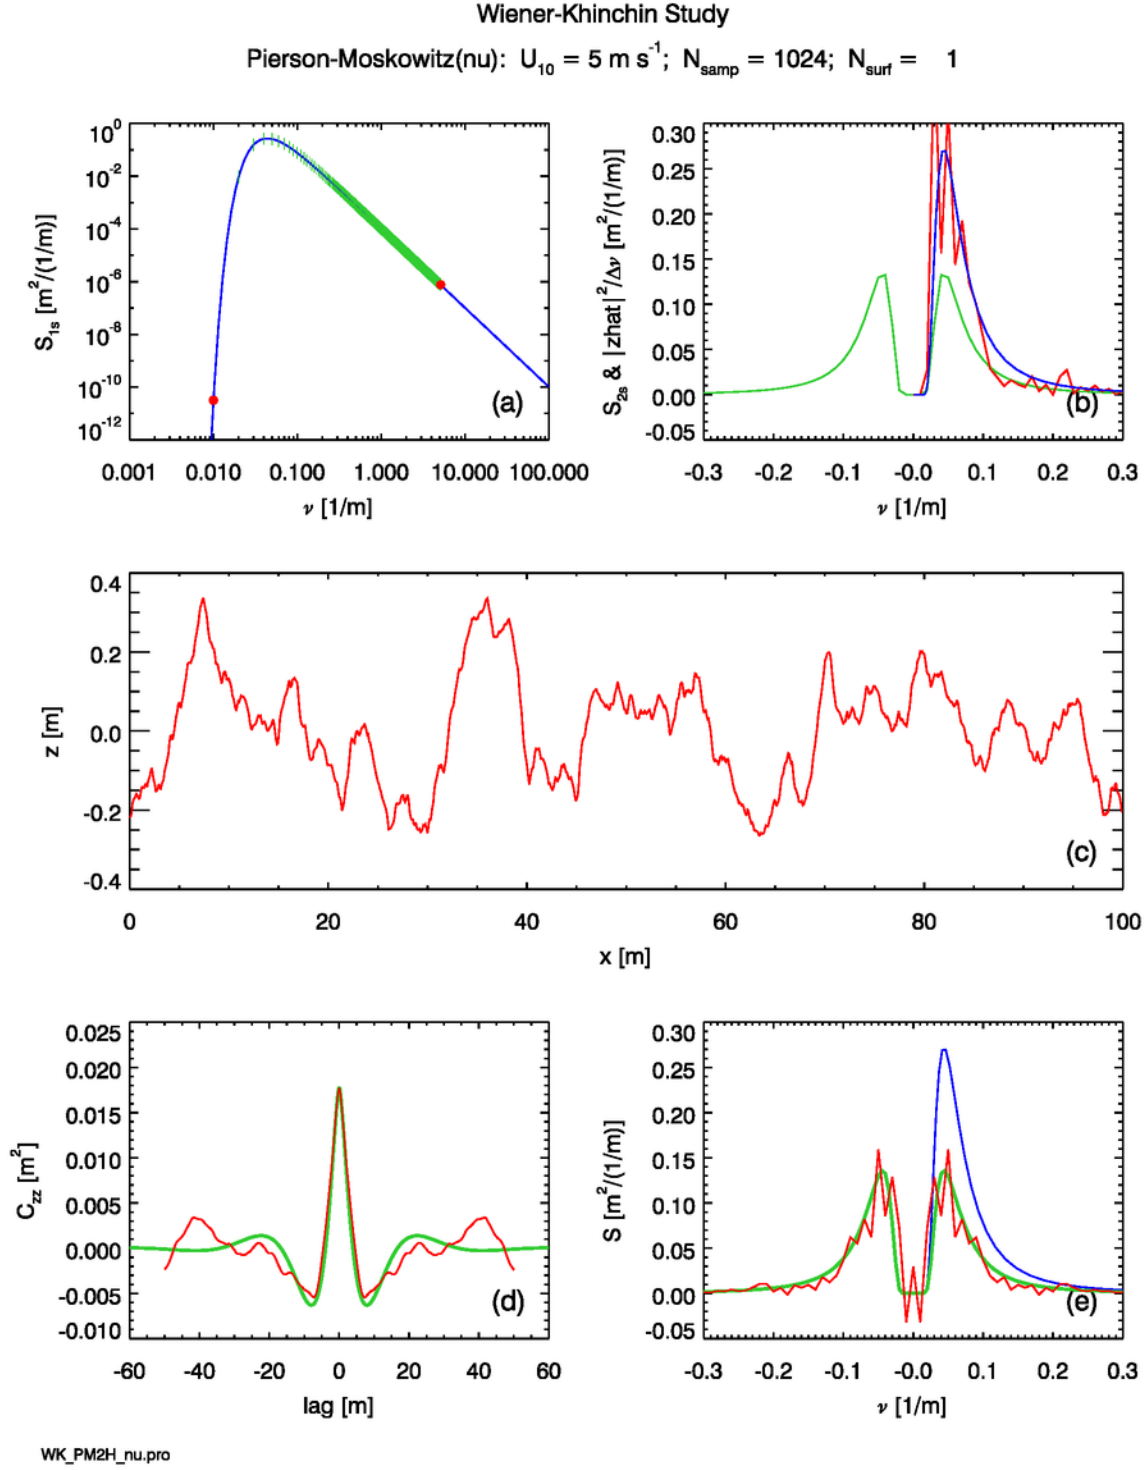 Wiener-Khinchin Study
Pierson-Moskowitz(nu): U10 = 5 m s-1; Nsamp = 1024; Nsurf = 1
S1s [m2/(1/m)]
10^0
10^-2
10^-4
10^-6
10^-8
10^-10
10^-12
(a)
0.001 0.010 0.100 1.000 10.000 100.000
ν [1/m]
S2s & |zhat|2/Δν [m2/(1/m)]
0.30
0.25
0.20
0.15
0.10
0.05
0.00
-0.05
(b)
-0.3 -0.2 -0.1 -0.0 0.1 0.2 0.3
ν [1/m]
z [m]
0.4
0.2
0.0
-0.2
-0.4
(c)
0 20 40 60 80 100
x [m]
Czz [m2]
0.025
0.020
0.015
0.010
0.005
0.000
-0.005
-0.010
(d)
-60 -40 -20 0 20 40 60
lag [m]
S [m2/(1/m)]
0.30
0.25
0.20
0.15
0.10
0.05
0.00
-0.05
(e)
-0.3 -0.2 -0.1 -0.0 0.1 0.2 0.3
ν [1/m]
WK_PM2H_nu.pro